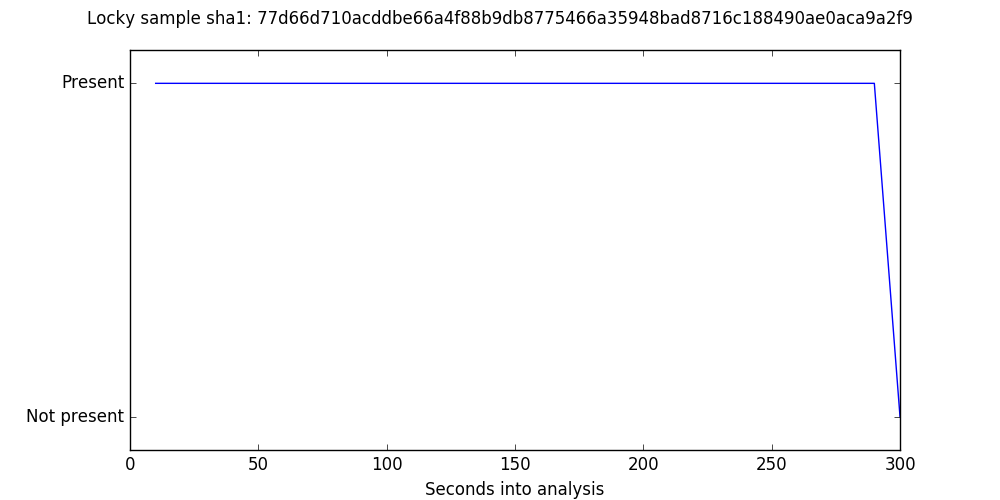 Locky sample sha1: 77d66d710acddbe66a4f88b9db8775466a35948bad8716c188490ae0aca9a2f9
Present
Not present
0 50 100 150 200 250 300
Seconds into analysis